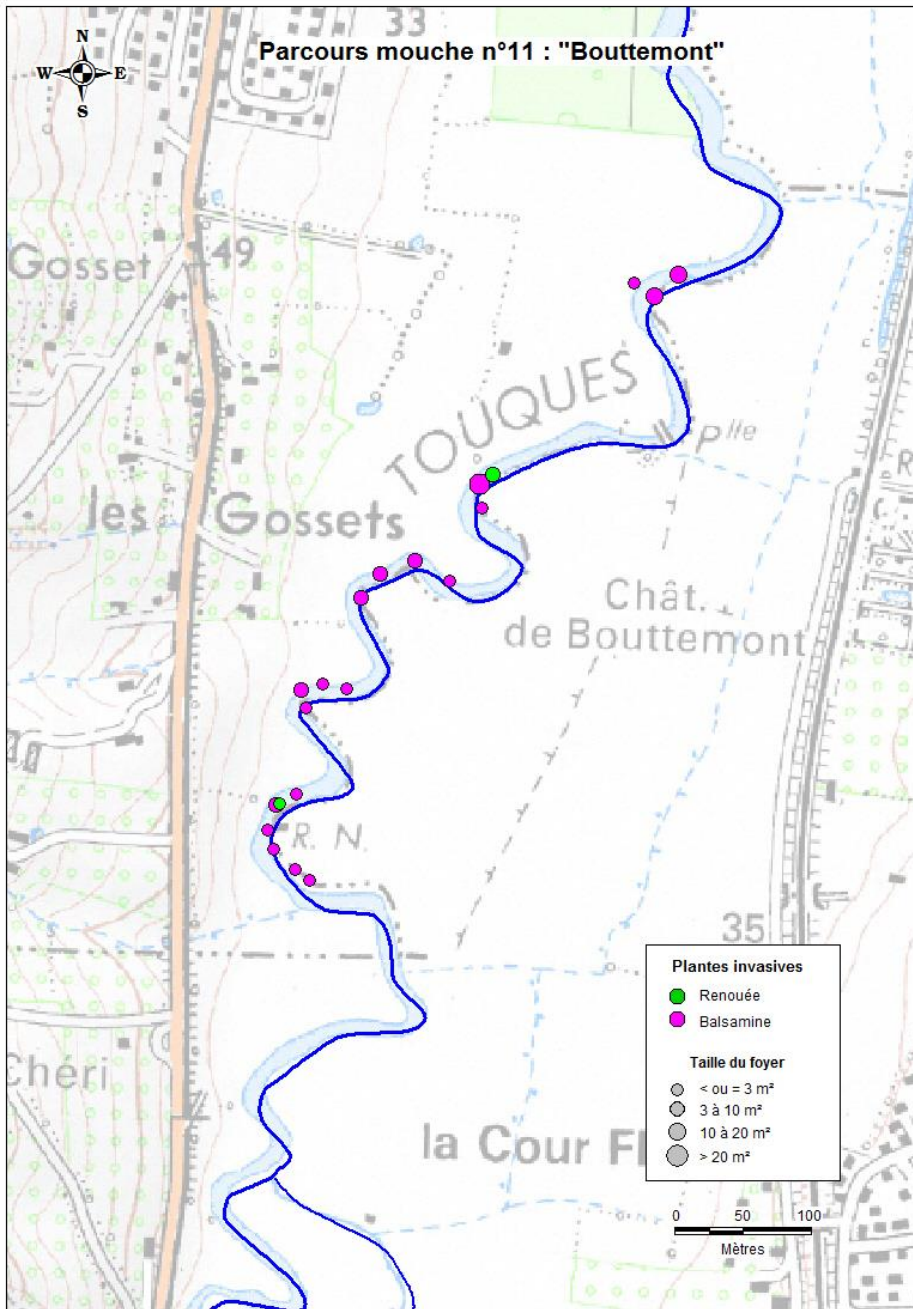 Parcours mouche n°11 : "Bouttemont"
33
N
W E
S
Gosset
49
TOUQUES
Plle
les Gossets
Chât.
de Bouttemont
R. N.
35
Chéri
la Cour Fl
Plantes invasives
Renouée
Balsamine
Taille du foyer
< ou = 3 m²
3 à 10 m²
10 à 20 m²
> 20 m²
0 50 100
Mètres